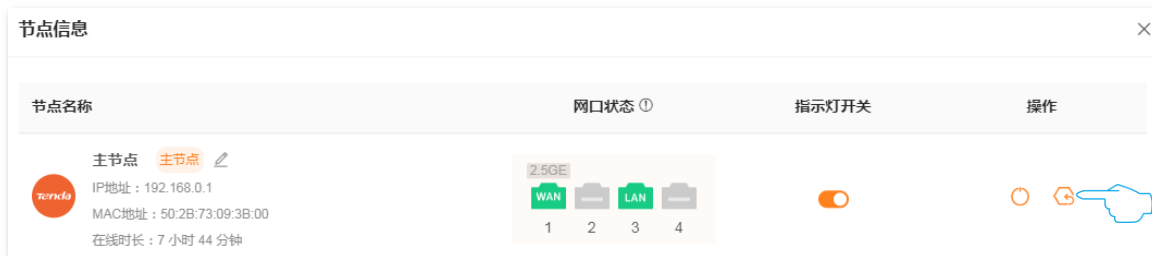 节点信息
节点名称 网口状态 指示灯开关 操作
主节点 主节点
Tenda
IP地址：192.168.0.1
MAC地址：50:2B:73:09:3B:00
在线时长：7 小时 44 分钟
2.5GE
WAN LAN
1 2 3 4